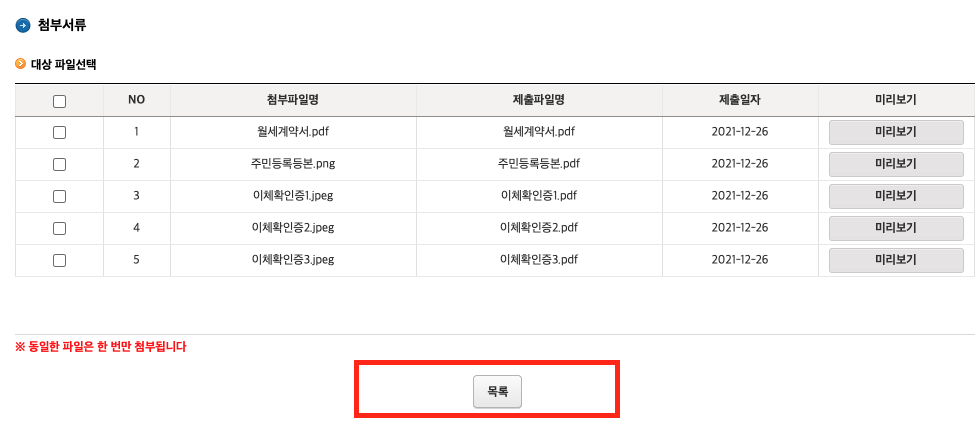 첨부서류
대상 파일선택
NO 첨부파일명 제출파일명 제출일자 미리보기
1 월세계약서.pdf 월세계약서.pdf 2021-12-26 미리보기
2 주민등록등본.png 주민등록등본.pdf 2021-12-26 미리보기
3 이체확인증1.jpeg 이체확인증1.pdf 2021-12-26 미리보기
4 이체확인증2.jpeg 이체확인증2.pdf 2021-12-26 미리보기
5 이체확인증3.jpeg 이체확인증3.pdf 2021-12-26 미리보기
※ 동일한 파일은 한 번만 첨부됩니다
목록